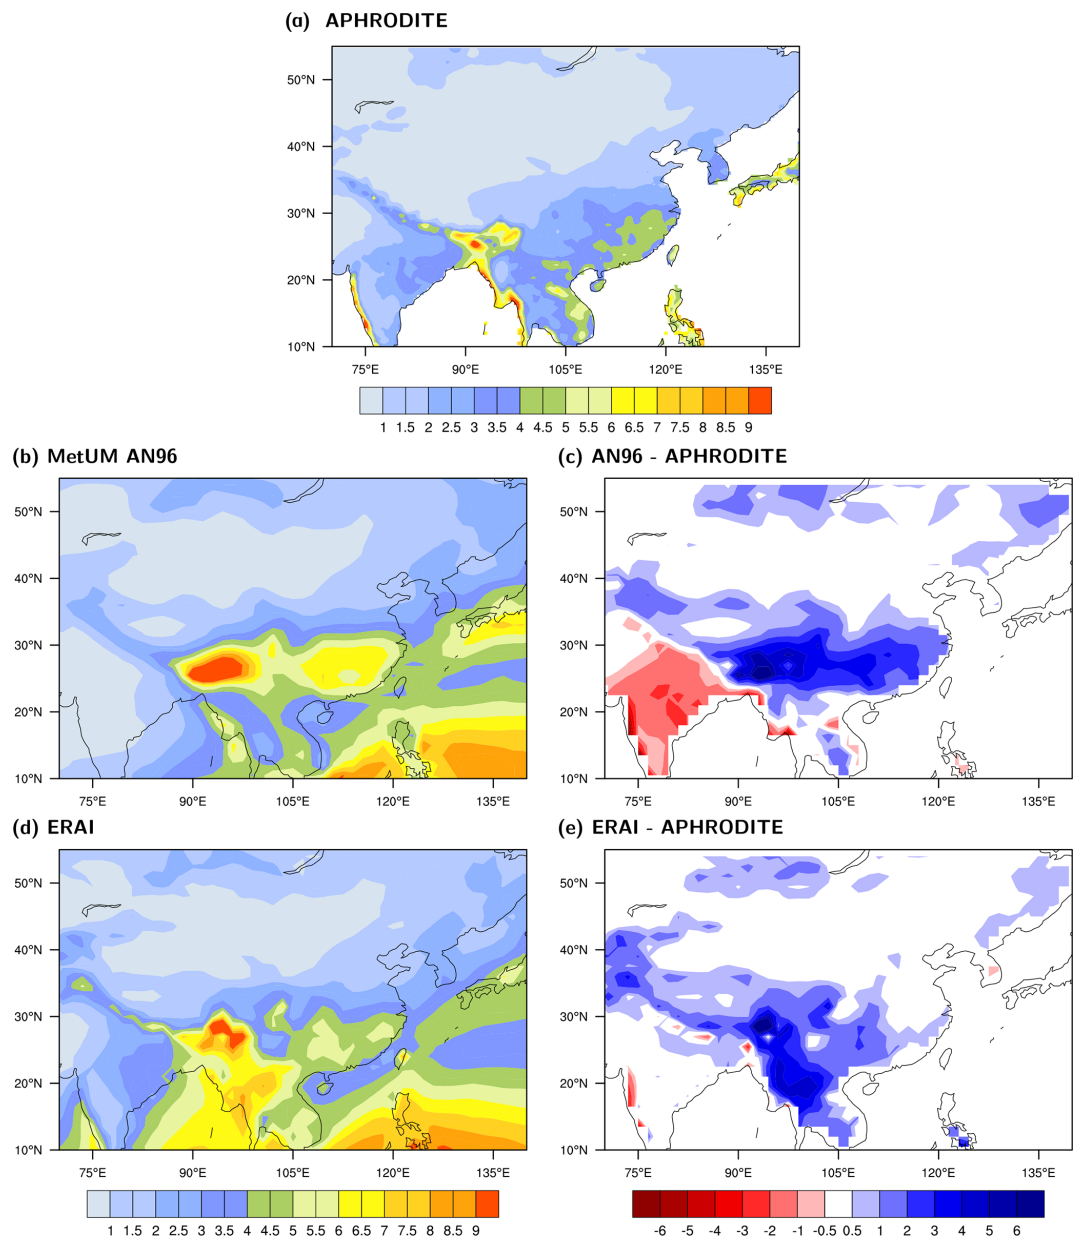 (a) APHRODITE
50°N
40°N
30°N
20°N
10°N
75°E 90°E 105°E 120°E 135°E
1 1.5 2 2.5 3 3.5 4 4.5 5 5.5 6 6.5 7 7.5 8 8.5 9
(b) MetUM AN96
50°N
40°N
30°N
20°N
10°N
75°E 90°E 105°E 120°E 135°E
(c) AN96 - APHRODITE
50°N
40°N
30°N
20°N
10°N
75°E 90°E 105°E 120°E 135°E
(d) ERAI
50°N
40°N
30°N
20°N
10°N
75°E 90°E 105°E 120°E 135°E
1 1.5 2 2.5 3 3.5 4 4.5 5 5.5 6 6.5 7 7.5 8 8.5 9
(e) ERAI - APHRODITE
50°N
40°N
30°N
20°N
10°N
75°E 90°E 105°E 120°E 135°E
-6 -5 -4 -3 -2 -1 -0.5 0.5 1 2 3 4 5 6